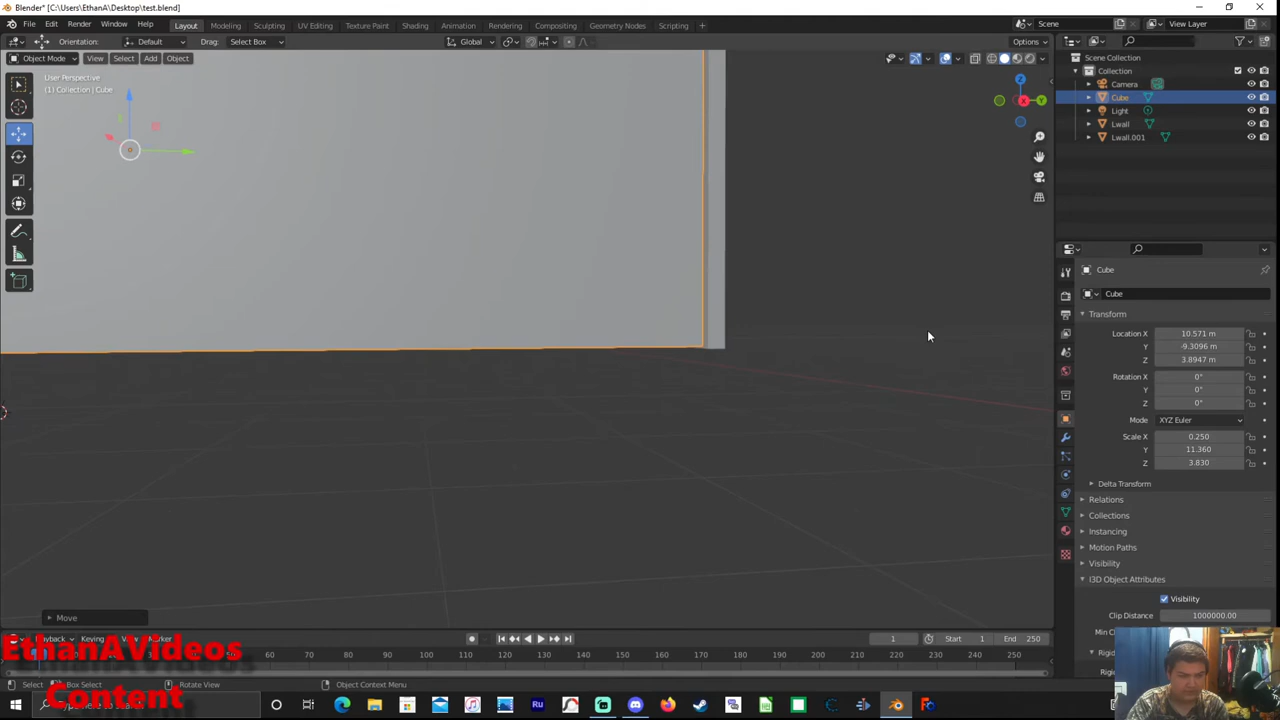 Blender* [C:\Users\EthanA\Desktop\test.blend]
File Edit Render Window Help Layout Modeling Sculpting UV Editing Texture Paint Shading Animation Rendering Compositing Geometry Nodes Scripting + Scene View Layer
Orientation: Default Drag: Select Box Global Options
Object Mode View Select Add Object
User Perspective
(1) Collection | Cube
Scene Collection
Collection
Camera
Cube
Light
Lwall
Lwall.001
X
Y
Z
Cube
Cube
Transform
Location X 10.571 m
Y -9.3096 m
Z 3.8947 m
Rotation X 0°
Y 0°
Z 0°
Mode XYZ Euler
Scale X 0.250
Y 11.360
Z 3.830
Delta Transform
Relations
Collections
Instancing
Motion Paths
Visibility
I3D Object Attributes
Visibility
Clip Distance 1000000.00
Min C
Rigid
Rigi
Move
Playback Keying View Marker 1 Start 1 End 250
60 70 80 90 100 110 120 130 140 150 160 170 180 190 200 210 220 230 240 250
Select Box Select Rotate View Object Context Menu
EthanAVideos
Content
Ru